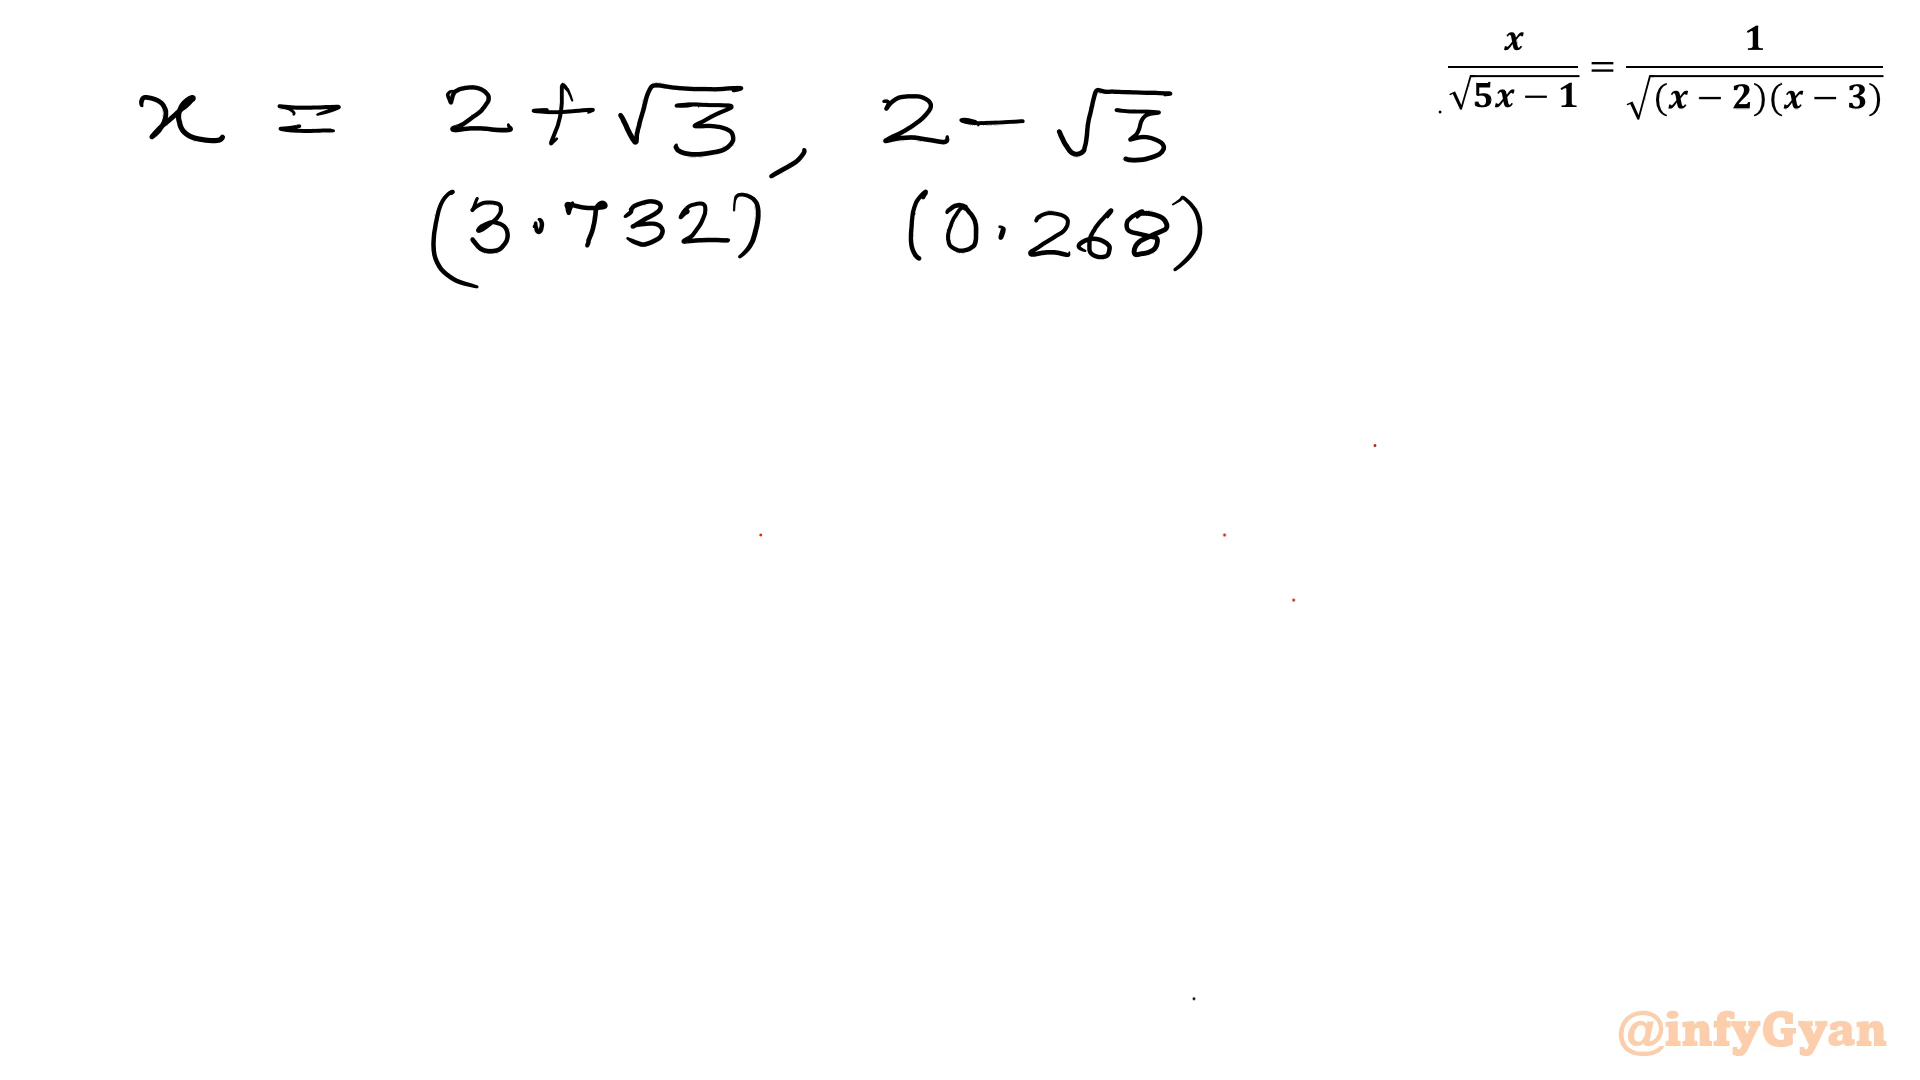 x = 2+√3, 2-√3
(3.732) (0.268)
x/√(5x − 1) = 1/√((x − 2)(x − 3))
@infyGyan